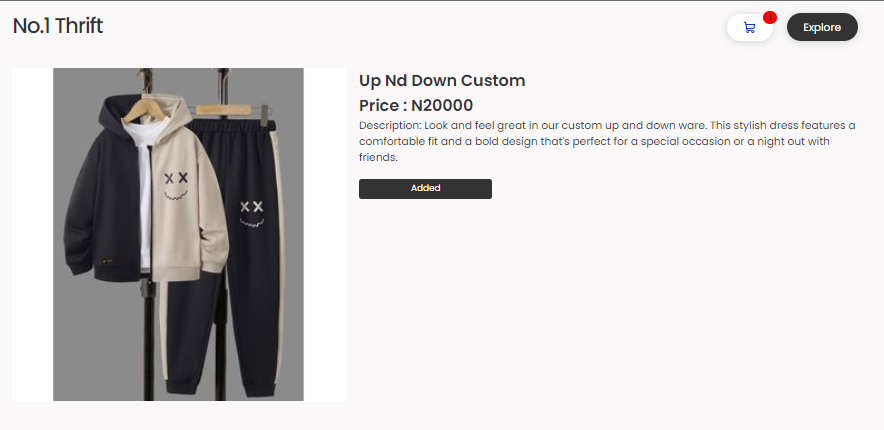 No.1 Thrift
Explore
Up Nd Down Custom
Price : N20000
Description: Look and feel great in our custom up and down ware. This stylish dress features a
comfortable fit and a bold design that's perfect for a special occasion or a night out with
friends.
Added